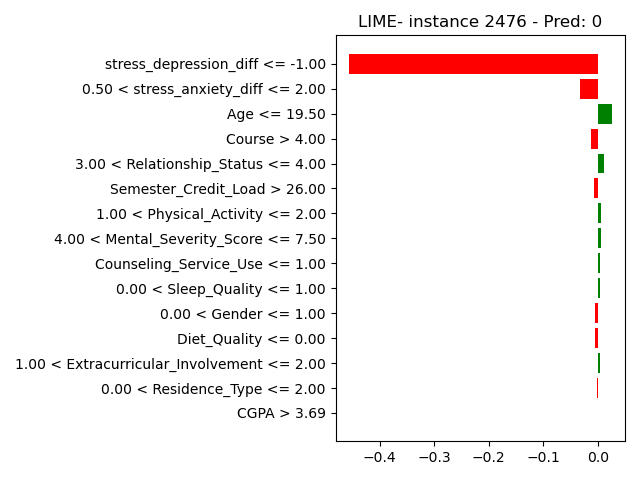 LIME- instance 2476 - Pred: 0
stress_depression_diff <= -1.00
0.50 < stress_anxiety_diff <= 2.00
Age <= 19.50
Course > 4.00
3.00 < Relationship_Status <= 4.00
Semester_Credit_Load > 26.00
1.00 < Physical_Activity <= 2.00
4.00 < Mental_Severity_Score <= 7.50
Counseling_Service_Use <= 1.00
0.00 < Sleep_Quality <= 1.00
0.00 < Gender <= 1.00
Diet_Quality <= 0.00
1.00 < Extracurricular_Involvement <= 2.00
0.00 < Residence_Type <= 2.00
CGPA > 3.69
−0.4 −0.3 −0.2 −0.1 0.0